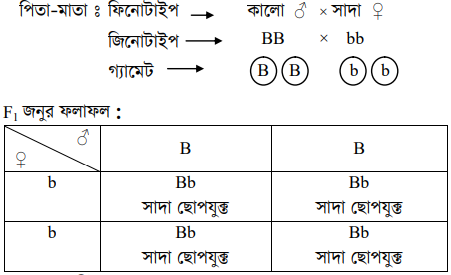 পিতা-মাতা ঃ ফিনোটাইপ → কালো ♂ × সাদা ♀
জিনোটাইপ → BB × bb
গ্যামেট → B B b b
F₁ জনুর ফলাফল :
♂ ♀ B B
b Bb Bb
সাদা ছোপযুক্ত সাদা ছোপযুক্ত
b Bb Bb
সাদা ছোপযুক্ত সাদা ছোপযুক্ত